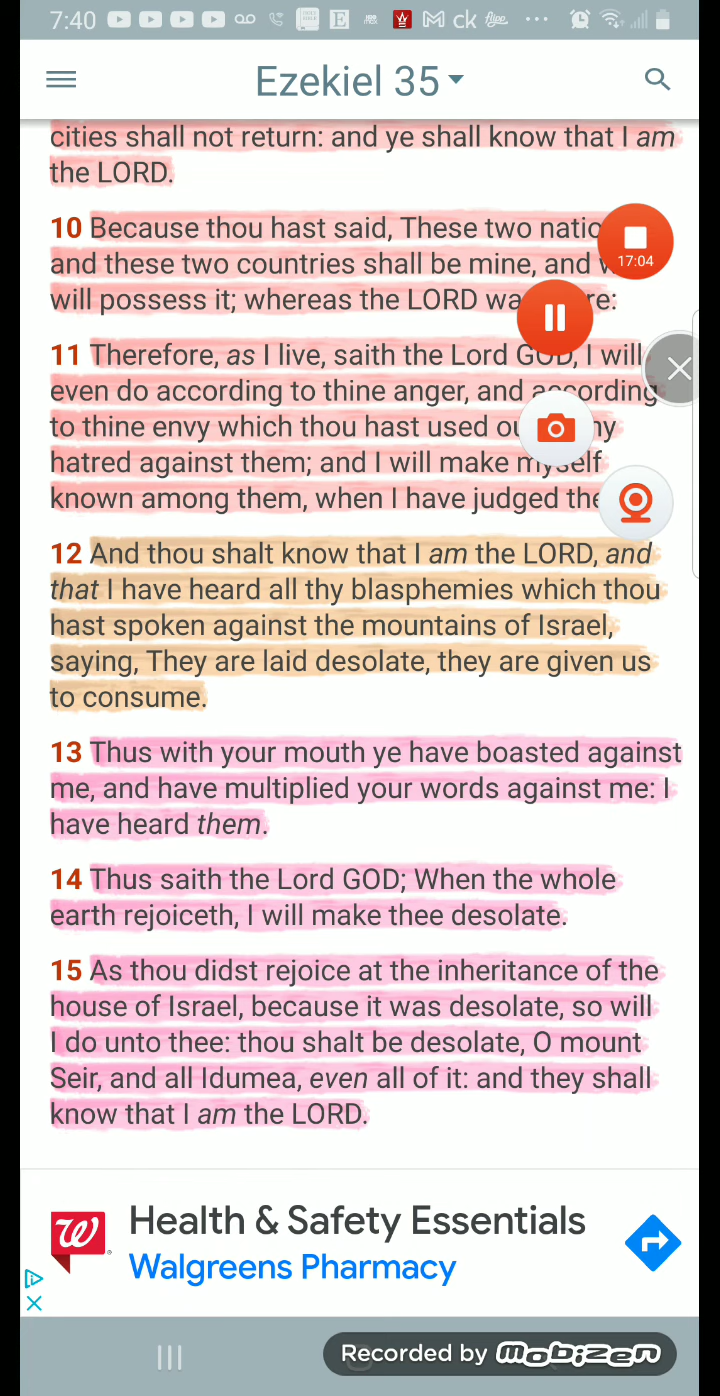 7:40
Ezekiel 35
cities shall not return: and ye shall know that I am
the LORD.
10 Because thou hast said, These two natio
and these two countries shall be mine, and
will possess it; whereas the LORD wa re:
17:04
11 Therefore, as I live, saith the Lord GOD, I will
even do according to thine anger, and according
to thine envy which thou hast used ou hy
hatred against them; and I will make myself
known among them, when I have judged the
12 And thou shalt know that I am the LORD, and
that I have heard all thy blasphemies which thou
hast spoken against the mountains of Israel,
saying, They are laid desolate, they are given us
to consume.
13 Thus with your mouth ye have boasted against
me, and have multiplied your words against me: I
have heard them.
14 Thus saith the Lord GOD; When the whole
earth rejoiceth, I will make thee desolate.
15 As thou didst rejoice at the inheritance of the
house of Israel, because it was desolate, so will
I do unto thee: thou shalt be desolate, O mount
Seir, and all Idumea, even all of it: and they shall
know that I am the LORD.
Health & Safety Essentials
Walgreens Pharmacy
Recorded by mobizen